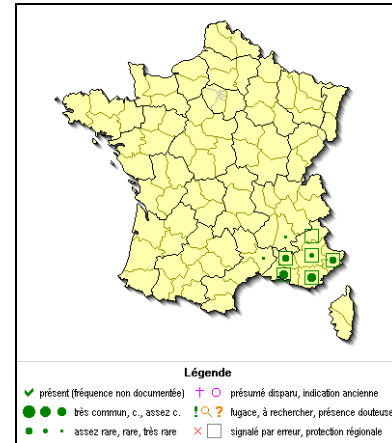 Légende
présent (fréquence non documentée) présumé disparu, indication ancienne
très commun, c., assez c. ! ? fugace, à rechercher, présence douteuse
assez rare, rare, très rare signalé par erreur, protection régionale